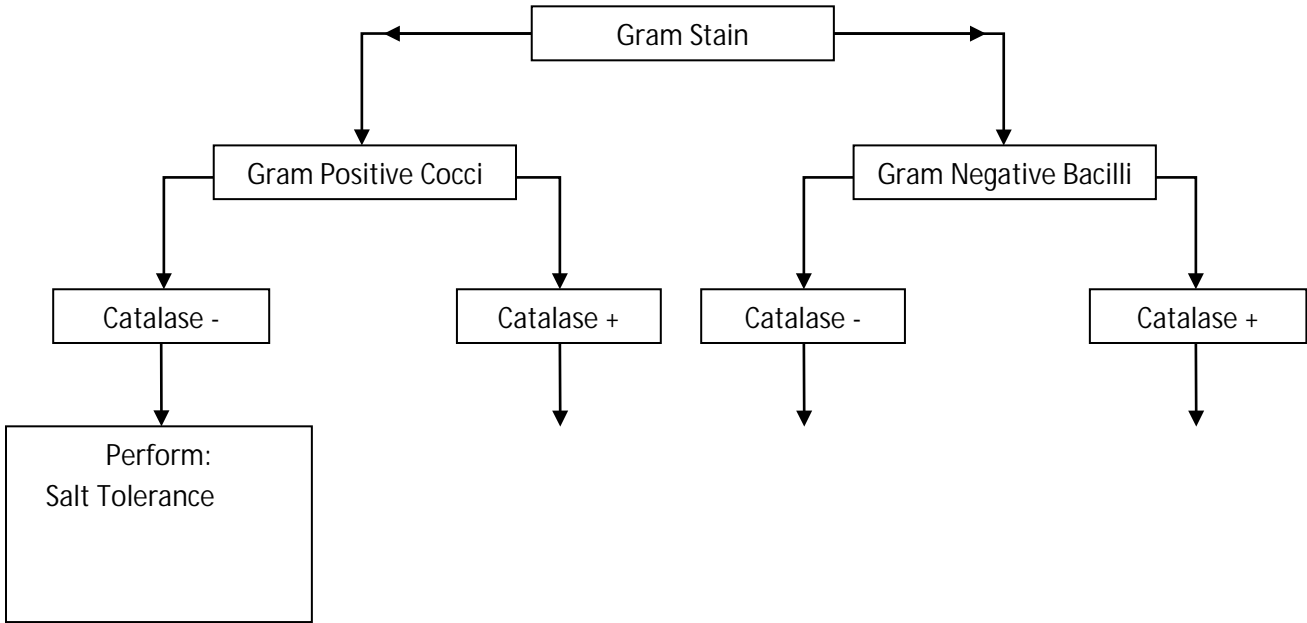 Gram Stain
Gram Positive Cocci
Gram Negative Bacilli
Catalase -
Catalase +
Catalase -
Catalase +
Perform:
Salt Tolerance